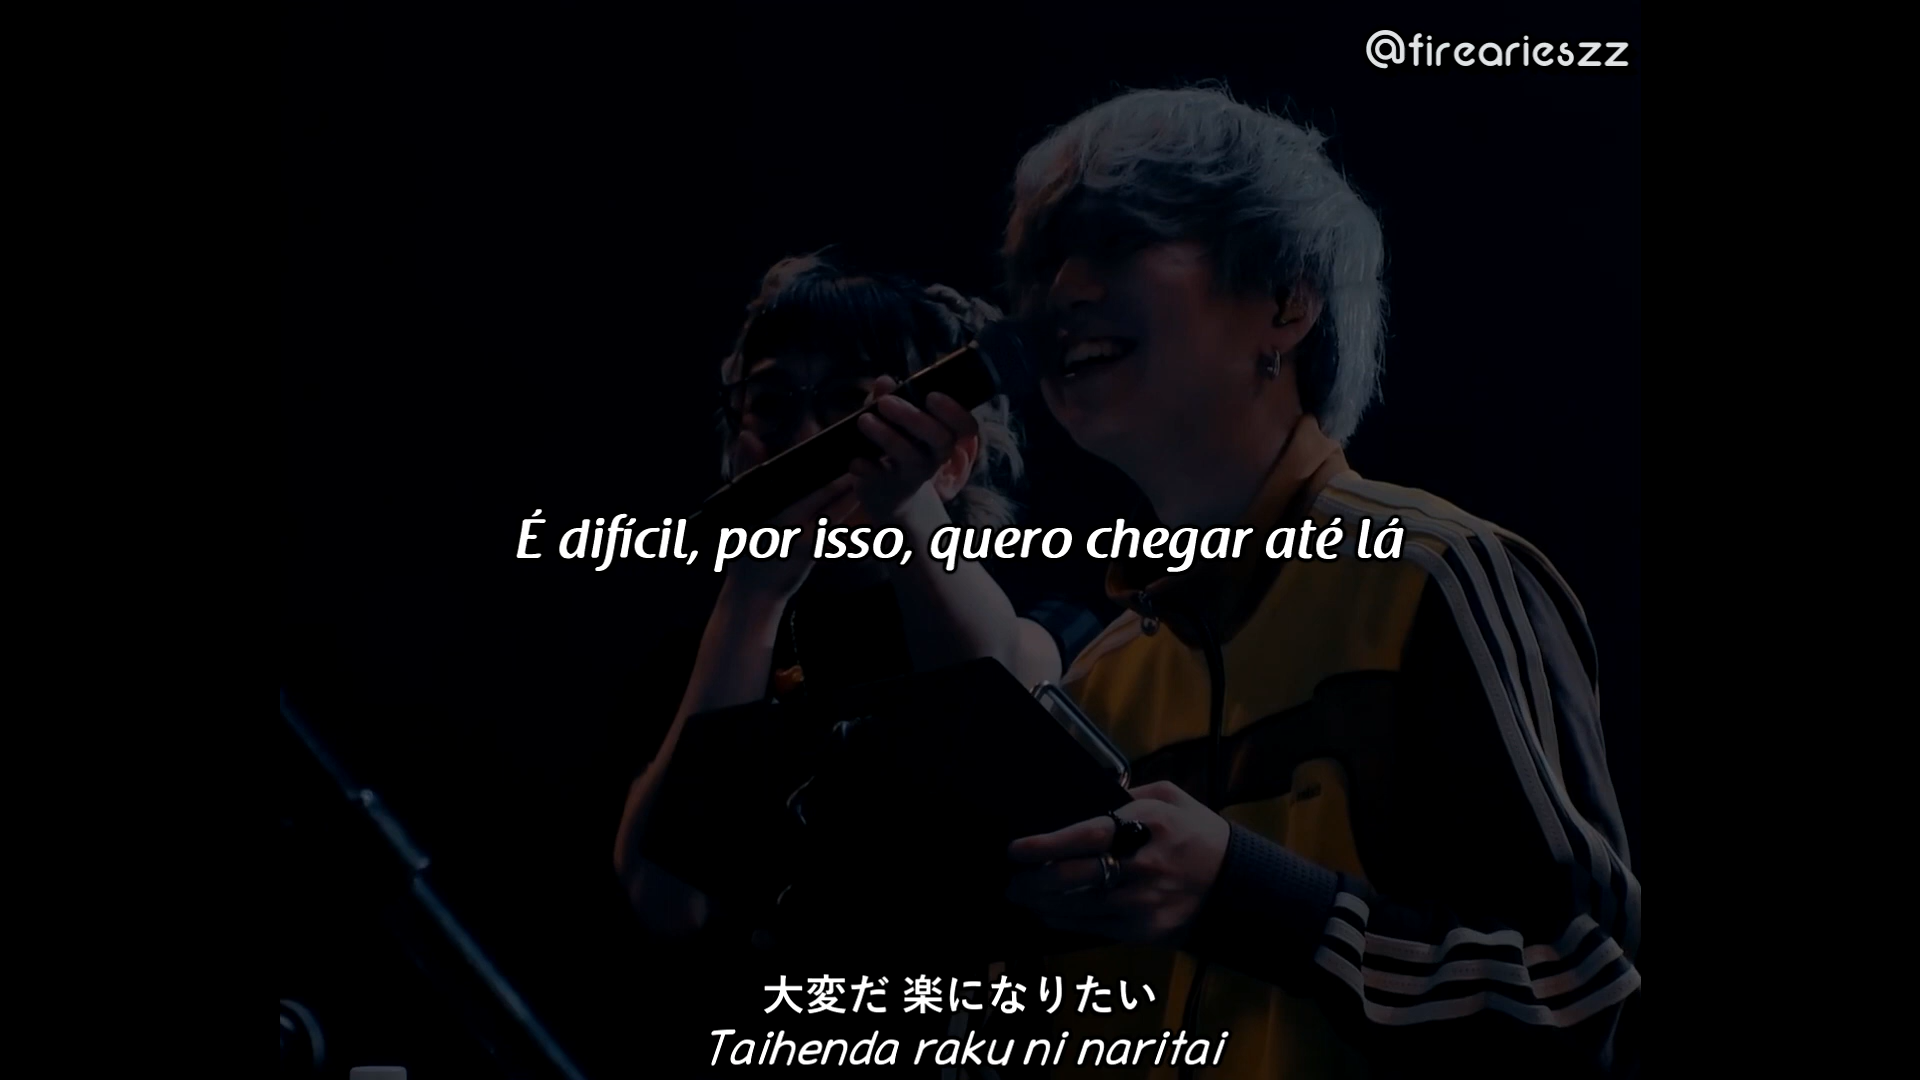 @firearieszz
É difícil, por isso, quero chegar até lá
大変だ 楽になりたい
Taihenda raku ni naritai